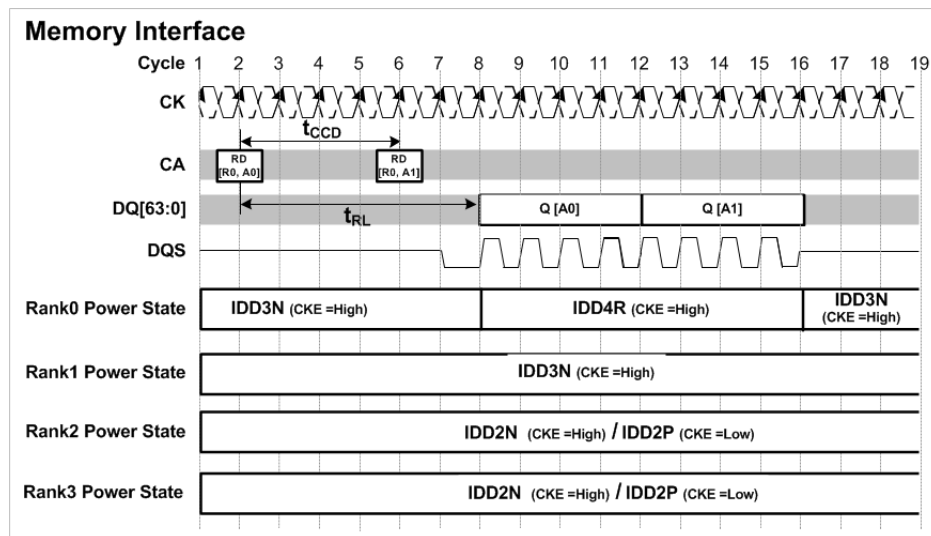 Memory Interface
Cycle 1 2 3 4 5 6 7 8 9 10 11 12 13 14 15 16 17 18 19
CK
tCCD
CA
RD
[R0, A0]
RD
[R0, A1]
DQ[63:0]
tRL
Q [A0]
Q [A1]
DQS
Rank0 Power State
IDD3N (CKE =High)
IDD4R (CKE =High)
IDD3N
(CKE =High)
Rank1 Power State
IDD3N (CKE =High)
Rank2 Power State
IDD2N (CKE =High) / IDD2P (CKE =Low)
Rank3 Power State
IDD2N (CKE =High) / IDD2P (CKE =Low)